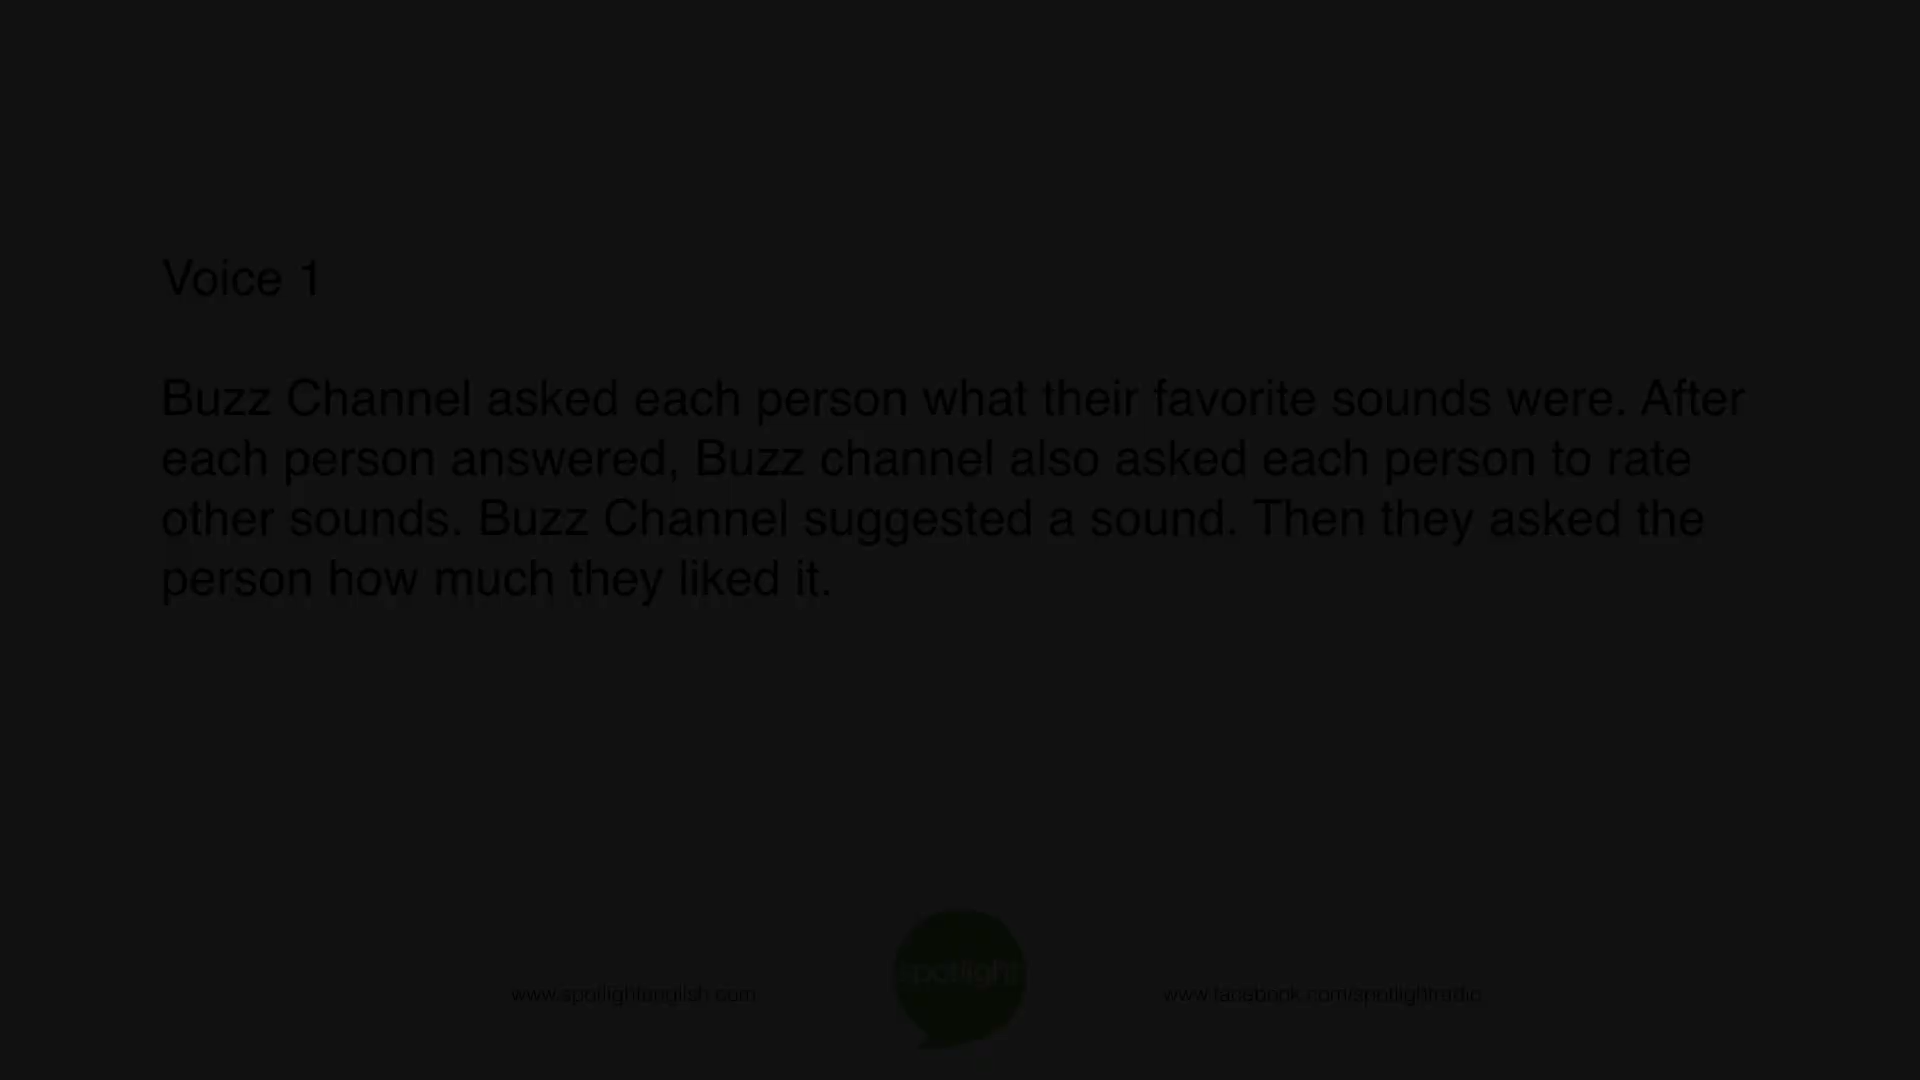 Voice 1
Buzz Channel asked each person what their favorite sounds were. After
each person answered, Buzz channel also asked each person to rate
other sounds. Buzz Channel suggested a sound. Then they asked the
person how much they liked it.
spotlight
www.spotlightenglish.com
www.facebook.com/spotlightradio